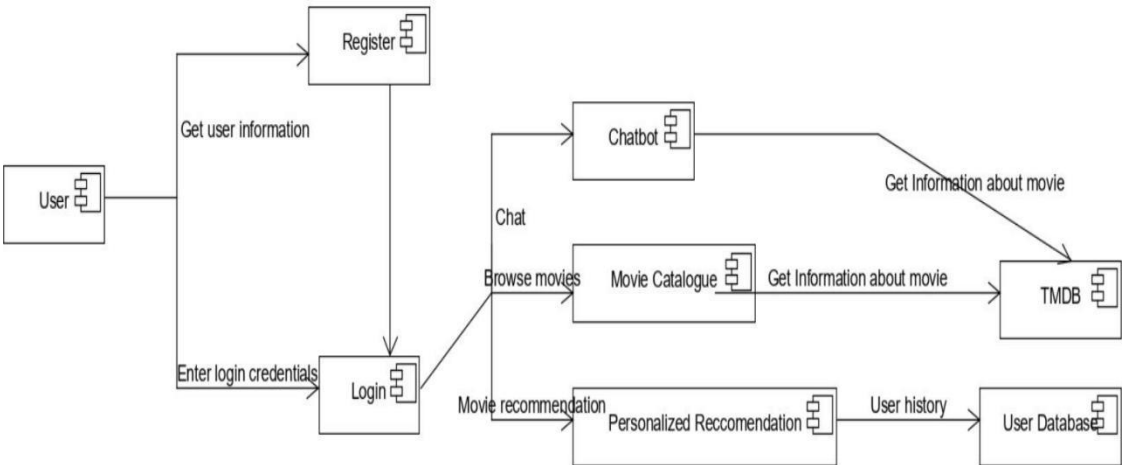 Register
Get user information
Chatbot
User
Get Information about movie
Chat
Browse movies
Movie Catalogue
Get Information about movie
TMDB
Enter login credentials
Login
Movie recommendation
Personalized Reccomendation
User history
User Database